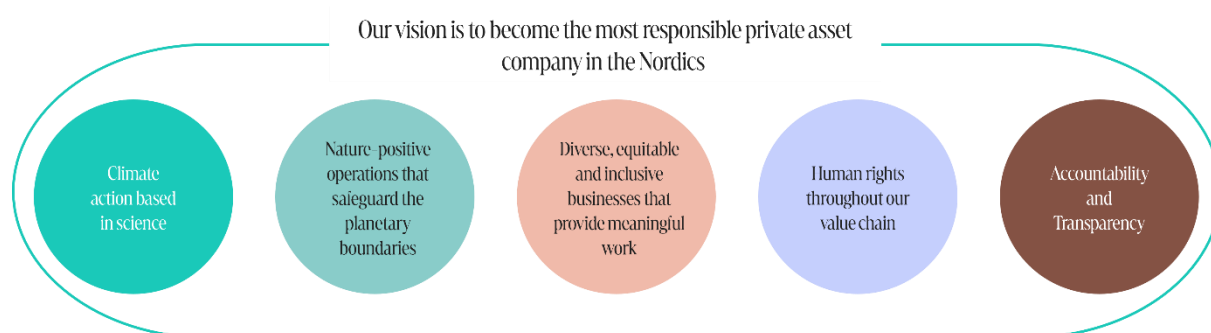 Our vision is to become the most responsible private asset
company in the Nordics
Climate
action based
in science
Nature-positive
operations that
safeguard the
planetary
boundaries
Diverse, equitable
and inclusive
businesses that
provide meaningful
work
Human rights
throughout our
value chain
Accountability
and
Transparency